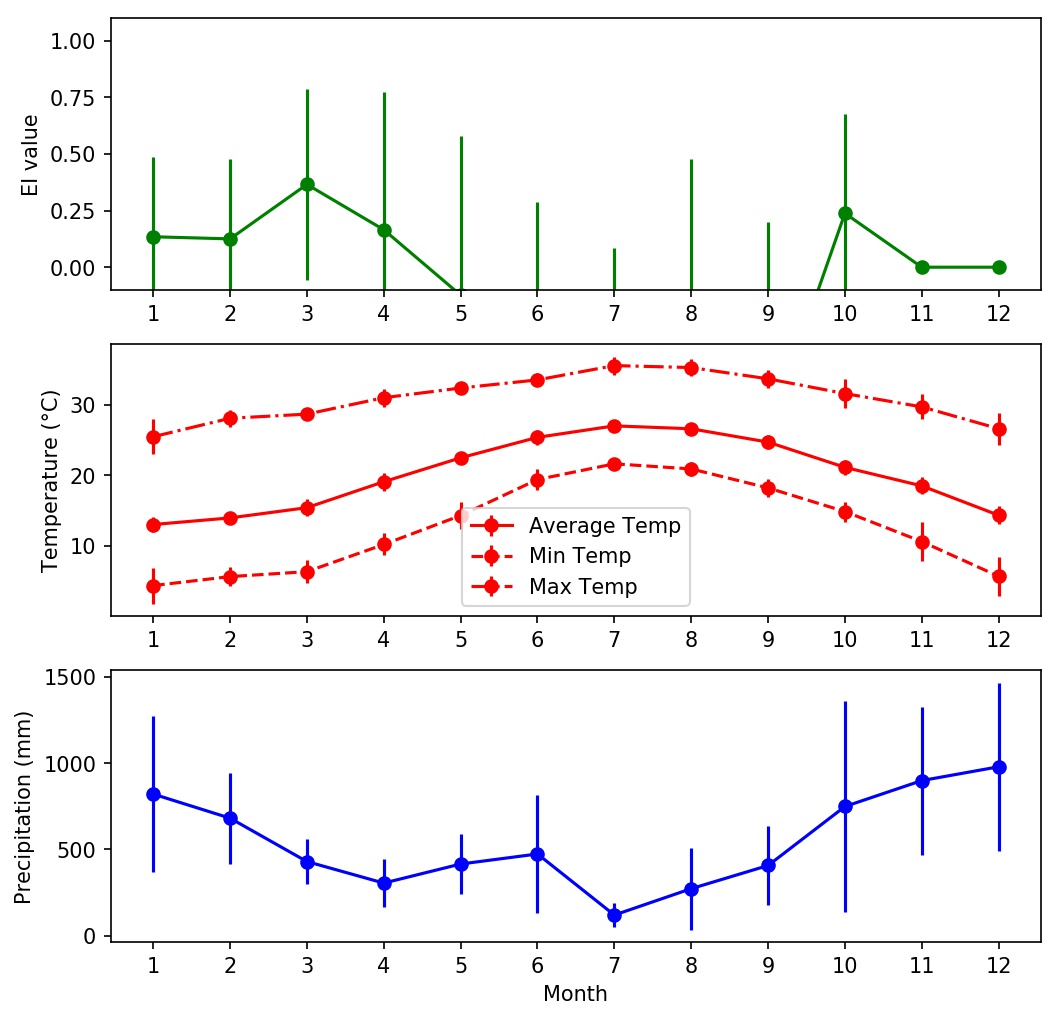 1.00
0.75
0.50
0.25
0.00
EI value
1 2 3 4 5 6 7 8 9 10 11 12
30
20
10
Temperature (°C)
Average Temp
Min Temp
Max Temp
1 2 3 4 5 6 7 8 9 10 11 12
1500
1000
500
0
Precipitation (mm)
1 2 3 4 5 6 7 8 9 10 11 12
Month